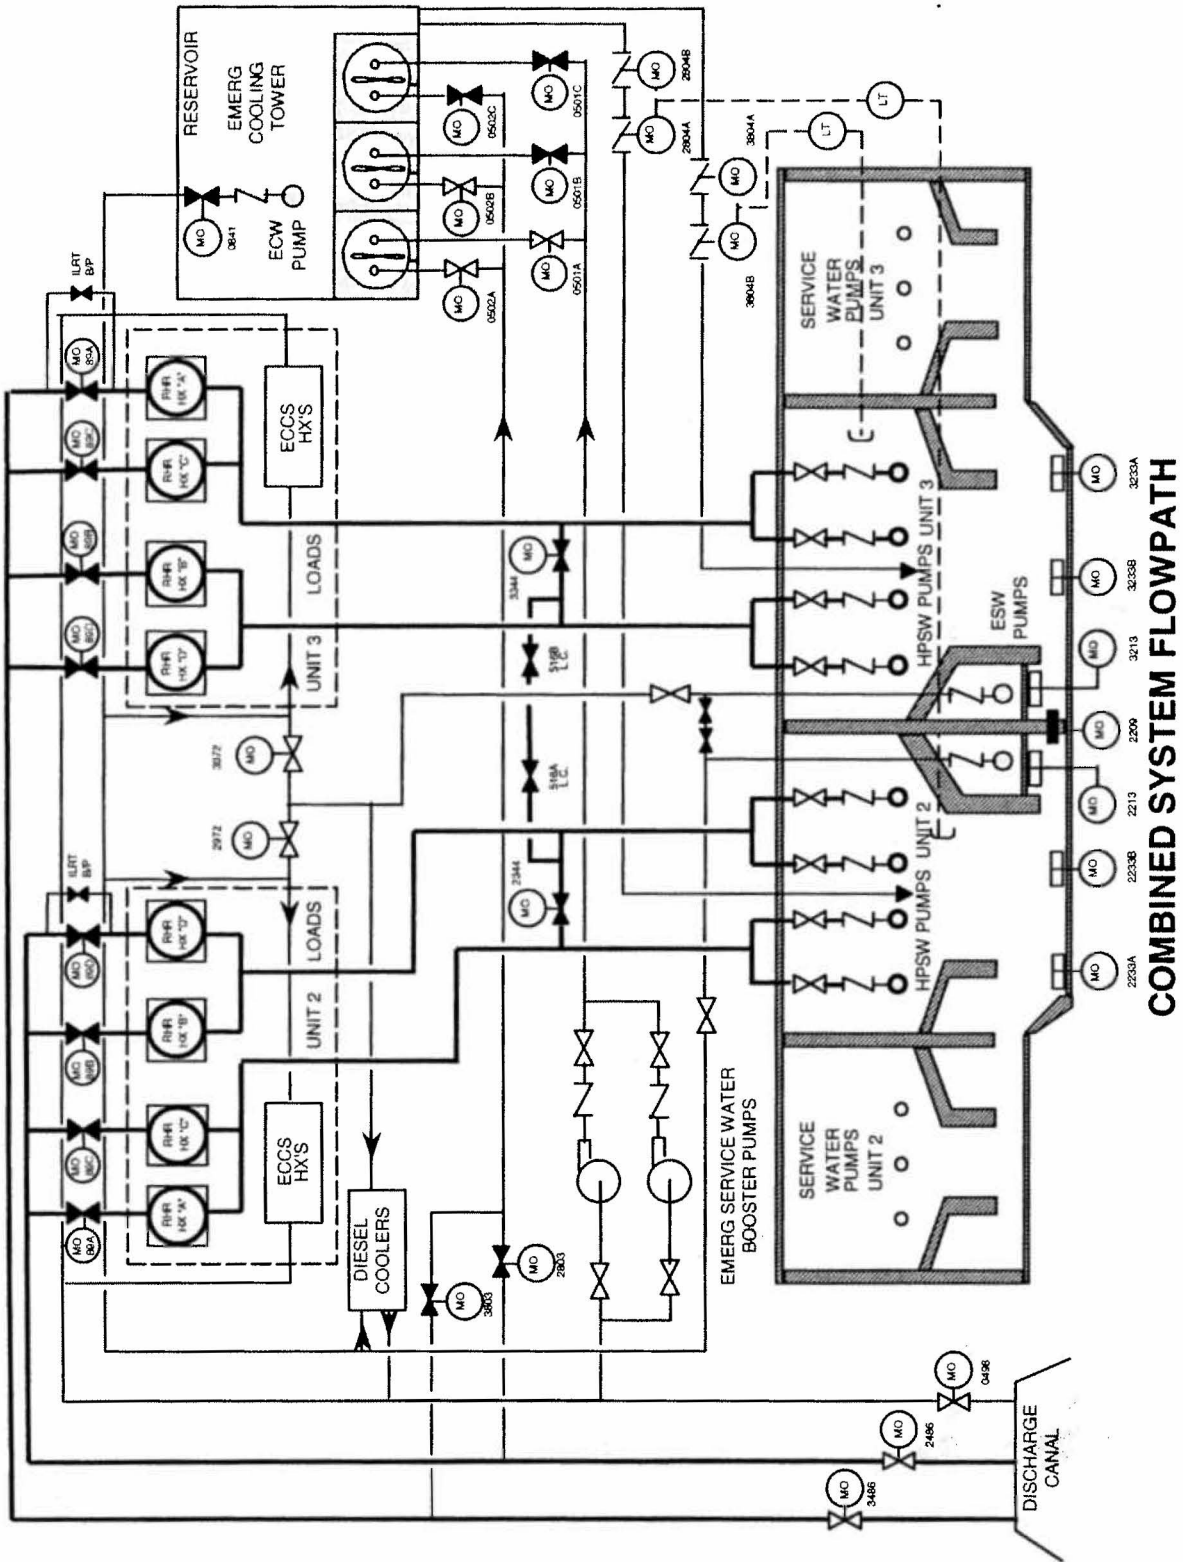 RESERVOIR
EMERG
COOLING
TOWER
MO
0841
ECW
PUMP
MO
0502C
MO
0501C
MO
0502B
MO
0501B
MO
0502A
MO
0501A
MO
2804B
MO
2804A
MO
3804A
MO
3804B
LT
LT
ILRT
B/P
MO
89A
MO
89C
MO
89B
MO
89D
RHR
HX "A"
RHR
HX "C"
RHR
HX "B"
RHR
HX "D"
ECCS
HX'S
UNIT 3
LOADS
MO
3972
MO
2972
ILRT
B/P
MO
89D
MO
89B
MO
89C
MO
89A
RHR
HX "D"
RHR
HX "B"
RHR
HX "C"
RHR
HX "A"
ECCS
HX'S
UNIT 2
LOADS
DIESEL
COOLERS
MO
3344
516B
L.C.
516A
L.C.
MO
2344
MO
3803
MO
2803
EMERG SERVICE WATER
BOOSTER PUMPS
SERVICE
WATER
PUMPS
UNIT 3
HPSW PUMPS UNIT 3
ESW
PUMPS
HPSW PUMPS UNIT 2
SERVICE
WATER
PUMPS
UNIT 2
MO
3233A
MO
3233B
MO
3213
MO
2209
MO
2213
MO
2233B
MO
2233A
MO
0498
MO
2486
MO
3486
DISCHARGE
CANAL
COMBINED SYSTEM FLOWPATH